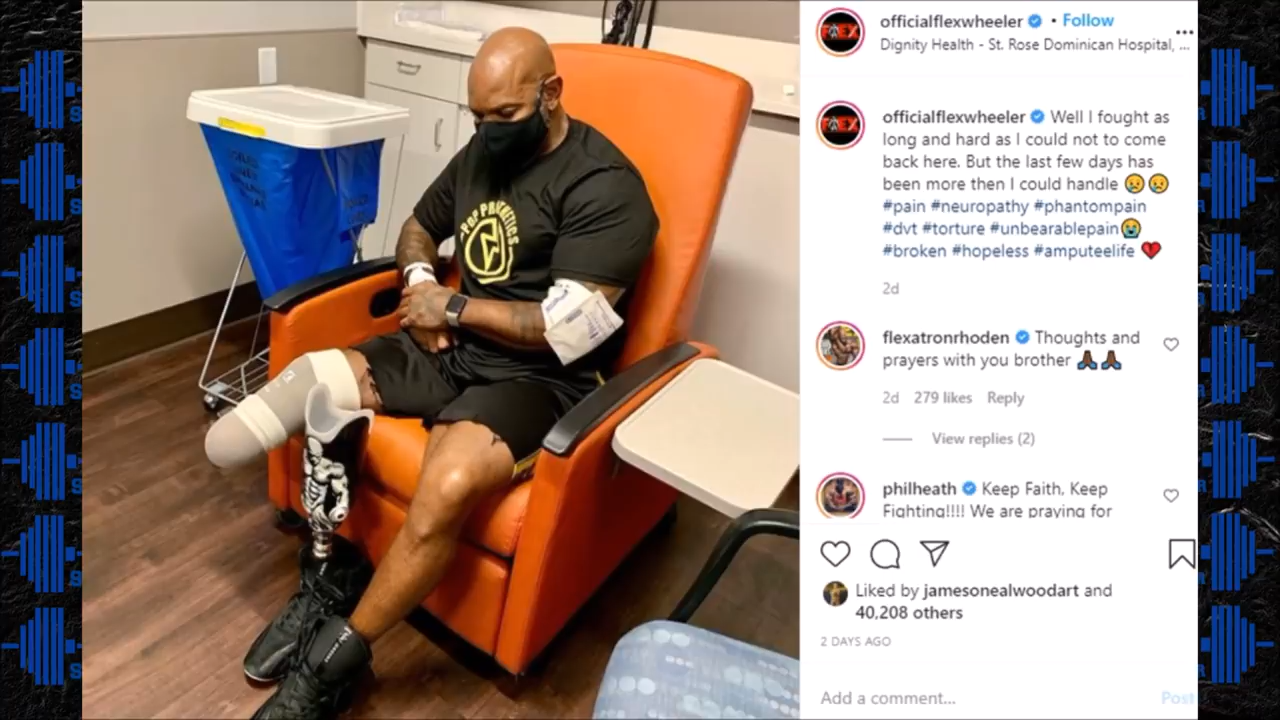 officialflexwheeler • Follow
Dignity Health - St. Rose Dominican Hospital, ...
officialflexwheeler Well I fought as
long and hard as I could not to come
back here. But the last few days has
been more then I could handle 😢😢
#pain #neuropathy #phantompain
#dvt #torture #unbearablepain😭
#broken #hopeless #amputeelife 💔
2d
flexatronrhoden Thoughts and
prayers with you brother 🙏🏾🙏🏾
2d 279 likes Reply
View replies (2)
philheath Keep Faith, Keep
Fighting!!!! We are praying for
Liked by jamesonealwoodart and
40,208 others
2 DAYS AGO
Add a comment... Post
FLEX
FLEX